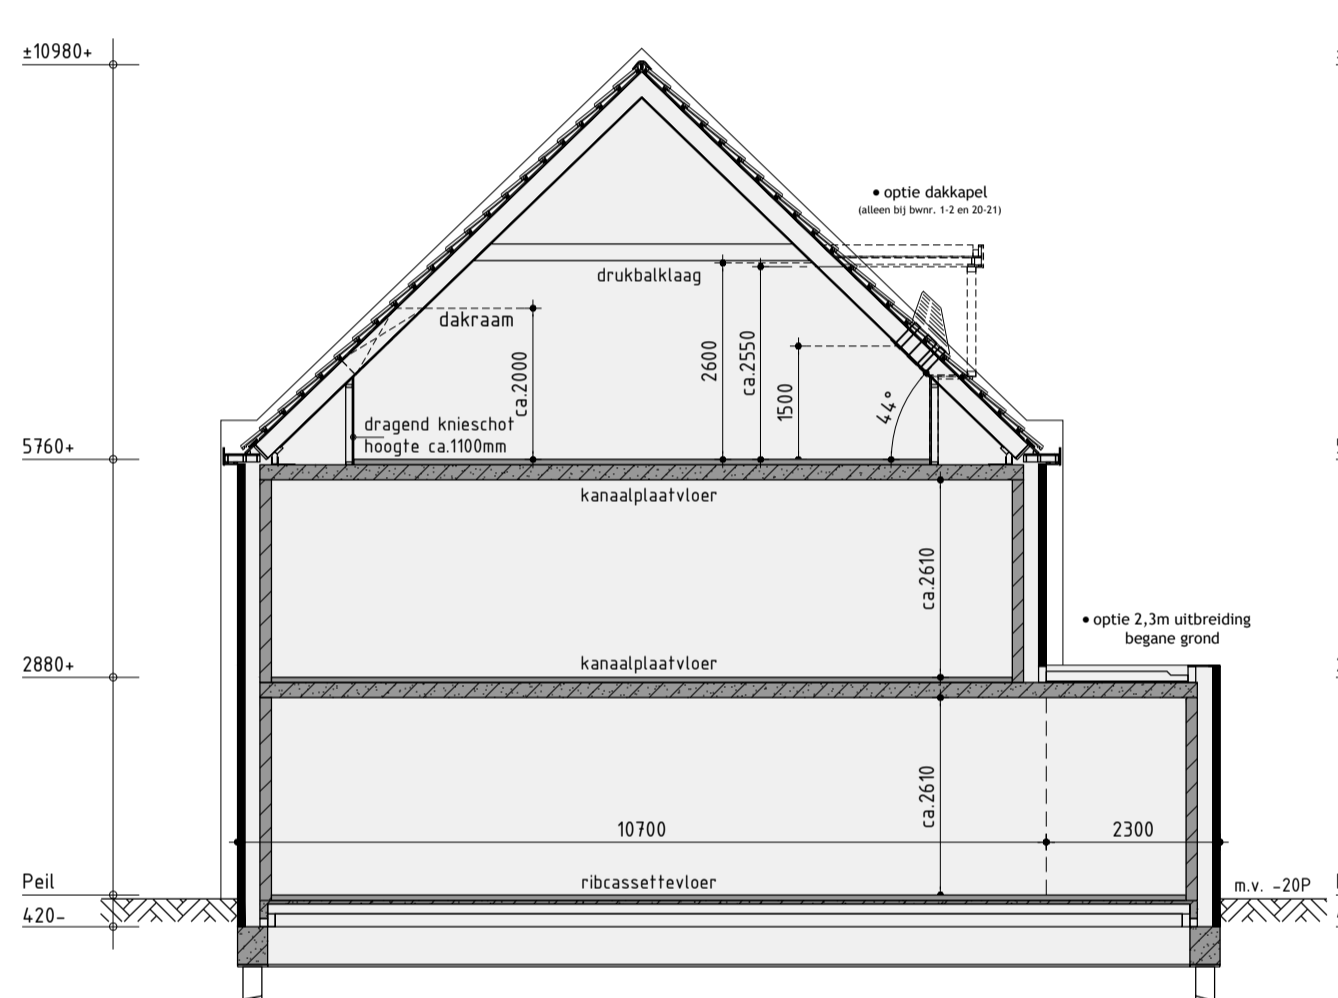 ±10980+
• optie dakkapel
(alleen bij bwnr. 1-2 en 20-21)
drukbalklaag
dakraam
ca.2000
2600
ca.2550
1500
44°
dragend knieschot
hoogte ca.1100mm
5760+
kanaalplaatvloer
ca.2610
• optie 2,3m uitbreiding
begane grond
2880+
kanaalplaatvloer
ca.2610
10700
2300
Peil
ribcassettevloer
m.v. -20P
420-